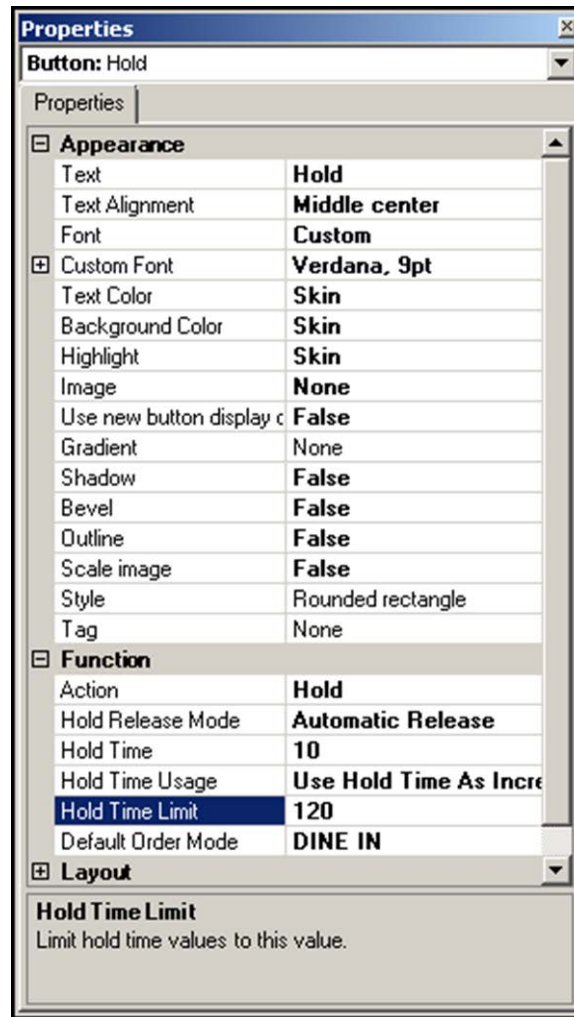 Properties
Button: Hold
Properties
Appearance
Text Hold
Text Alignment Middle center
Font Custom
Custom Font Verdana, 9pt
Text Color Skin
Background Color Skin
Highlight Skin
Image None
Use new button display c False
Gradient None
Shadow False
Bevel False
Outline False
Scale image False
Style Rounded rectangle
Tag None
Function
Action Hold
Hold Release Mode Automatic Release
Hold Time 10
Hold Time Usage Use Hold Time As Incre
Hold Time Limit 120
Default Order Mode DINE IN
Layout
Hold Time Limit
Limit hold time values to this value.